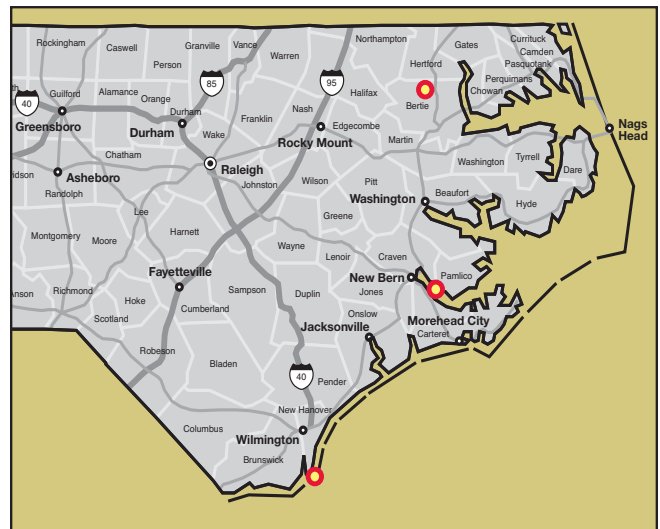 Rockingham
Caswell
Granville
Vance
Warren
Northampton
Gates
Currituck
Camden
Pasquotank
Person
Hertford
Perquimans
Chowan
85
95
40
th
Guilford
Alamance
Orange
Durham
Franklin
Nash
Halifax
Bertie
Greensboro
Durham
Wake
Rocky Mount
Edgecombe
Martin
Nags
Head
Chatham
Raleigh
Washington
Tyrrell
Dare
idson
Asheboro
Randolph
Johnston
Wilson
Pitt
Washington
Beaufort
Hyde
Lee
Greene
Montgomery
Moore
Harnett
Wayne
Lenoir
Craven
Fayetteville
New Bern
Pamlico
nson
Richmond
Hoke
Cumberland
Sampson
Duplin
Jones
Scotland
Onslow
Morehead City
Jacksonville
Carteret
Robeson
Bladen
40
Pender
New Hanover
Columbus
Wilmington
Brunswick